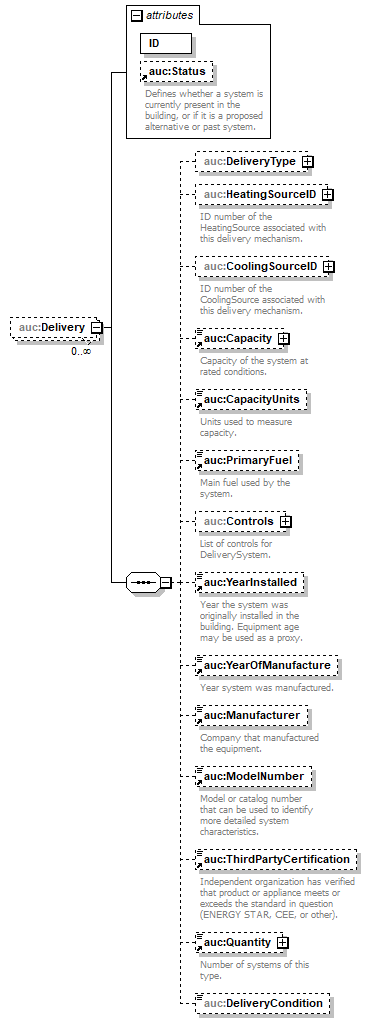 attributes
ID
auc:Status
Defines whether a system is
currently present in the
building, or if it is a proposed
alternative or past system.
auc:DeliveryType
auc:HeatingSourceID
ID number of the
HeatingSource associated with
this delivery mechanism.
auc:CoolingSourceID
ID number of the
CoolingSource associated with
this delivery mechanism.
auc:Delivery
0..∞
auc:Capacity
Capacity of the system at
rated conditions.
auc:CapacityUnits
Units used to measure
capacity.
auc:PrimaryFuel
Main fuel used by the
system.
auc:Controls
List of controls for
DeliverySystem.
auc:YearInstalled
Year the system was
originally installed in the
building. Equipment age
may be used as a proxy.
auc:YearOfManufacture
Year system was manufactured.
auc:Manufacturer
Company that manufactured
the equipment.
auc:ModelNumber
Model or catalog number
that can be used to identify
more detailed system
characteristics.
auc:ThirdPartyCertification
Independent organization has verified
that product or appliance meets or
exceeds the standard in question
(ENERGY STAR, CEE, or other).
auc:Quantity
Number of systems of this
type.
auc:DeliveryCondition